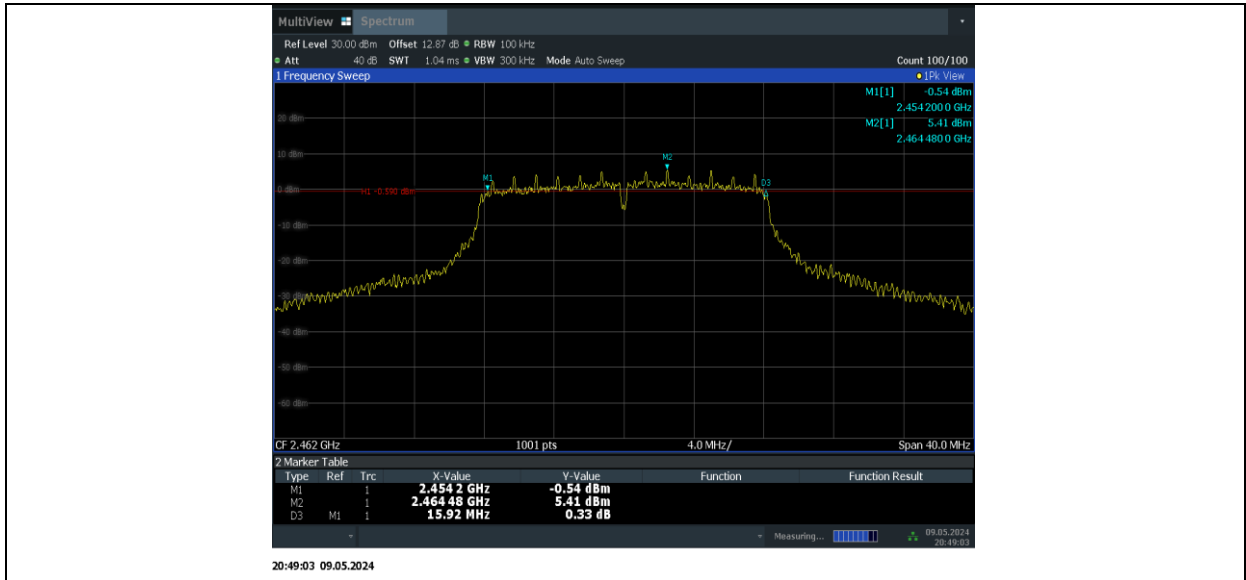 MultiView Spectrum
Ref Level 30.00 dBm Offset 12.87 dB RBW 100 kHz
Att 40 dB SWT 1.04 ms VBW 300 kHz Mode Auto Sweep Count 100/100
1 Frequency Sweep 1Pk View
M1[1] -0.54 dBm
2.454 200 0 GHz
20 dBm
M2[1] 5.41 dBm
2.464 480 0 GHz
10 dBm
M2
M1
D3
0 dBm
H1 -0.590 dBm
-10 dBm
-20 dBm
-30 dBm
-40 dBm
-50 dBm
-60 dBm
CF 2.462 GHz 1001 pts 4.0 MHz/ Span 40.0 MHz
2 Marker Table
Type Ref Trc X-Value Y-Value Function Function Result
M1 1 2.454 2 GHz -0.54 dBm
M2 1 2.464 48 GHz 5.41 dBm
D3 M1 1 15.92 MHz 0.33 dB
Measuring... 09.05.2024
20:49:03
20:49:03 09.05.2024